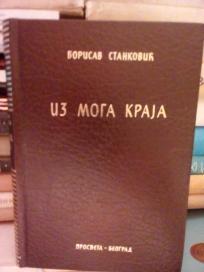 БОРИСАВ СТАНКОВИЋ
ИЗ МОГА КРАЈА
ПРОСВЕТА - БЕОГРАД